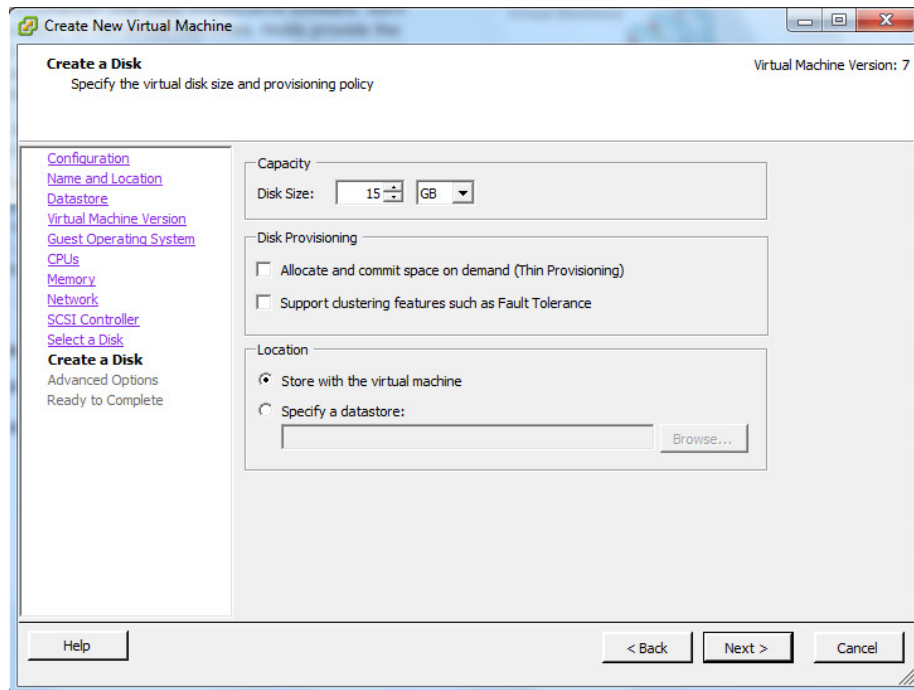 Create New Virtual Machine
Create a Disk
Virtual Machine Version: 7
Specify the virtual disk size and provisioning policy
Configuration
Name and Location
Datastore
Virtual Machine Version
Guest Operating System
CPUs
Memory
Network
SCSI Controller
Select a Disk
Create a Disk
Advanced Options
Ready to Complete
Capacity
Disk Size: 15 GB
Disk Provisioning
Allocate and commit space on demand (Thin Provisioning)
Support clustering features such as Fault Tolerance
Location
Store with the virtual machine
Specify a datastore:
Browse...
Help
< Back
Next >
Cancel